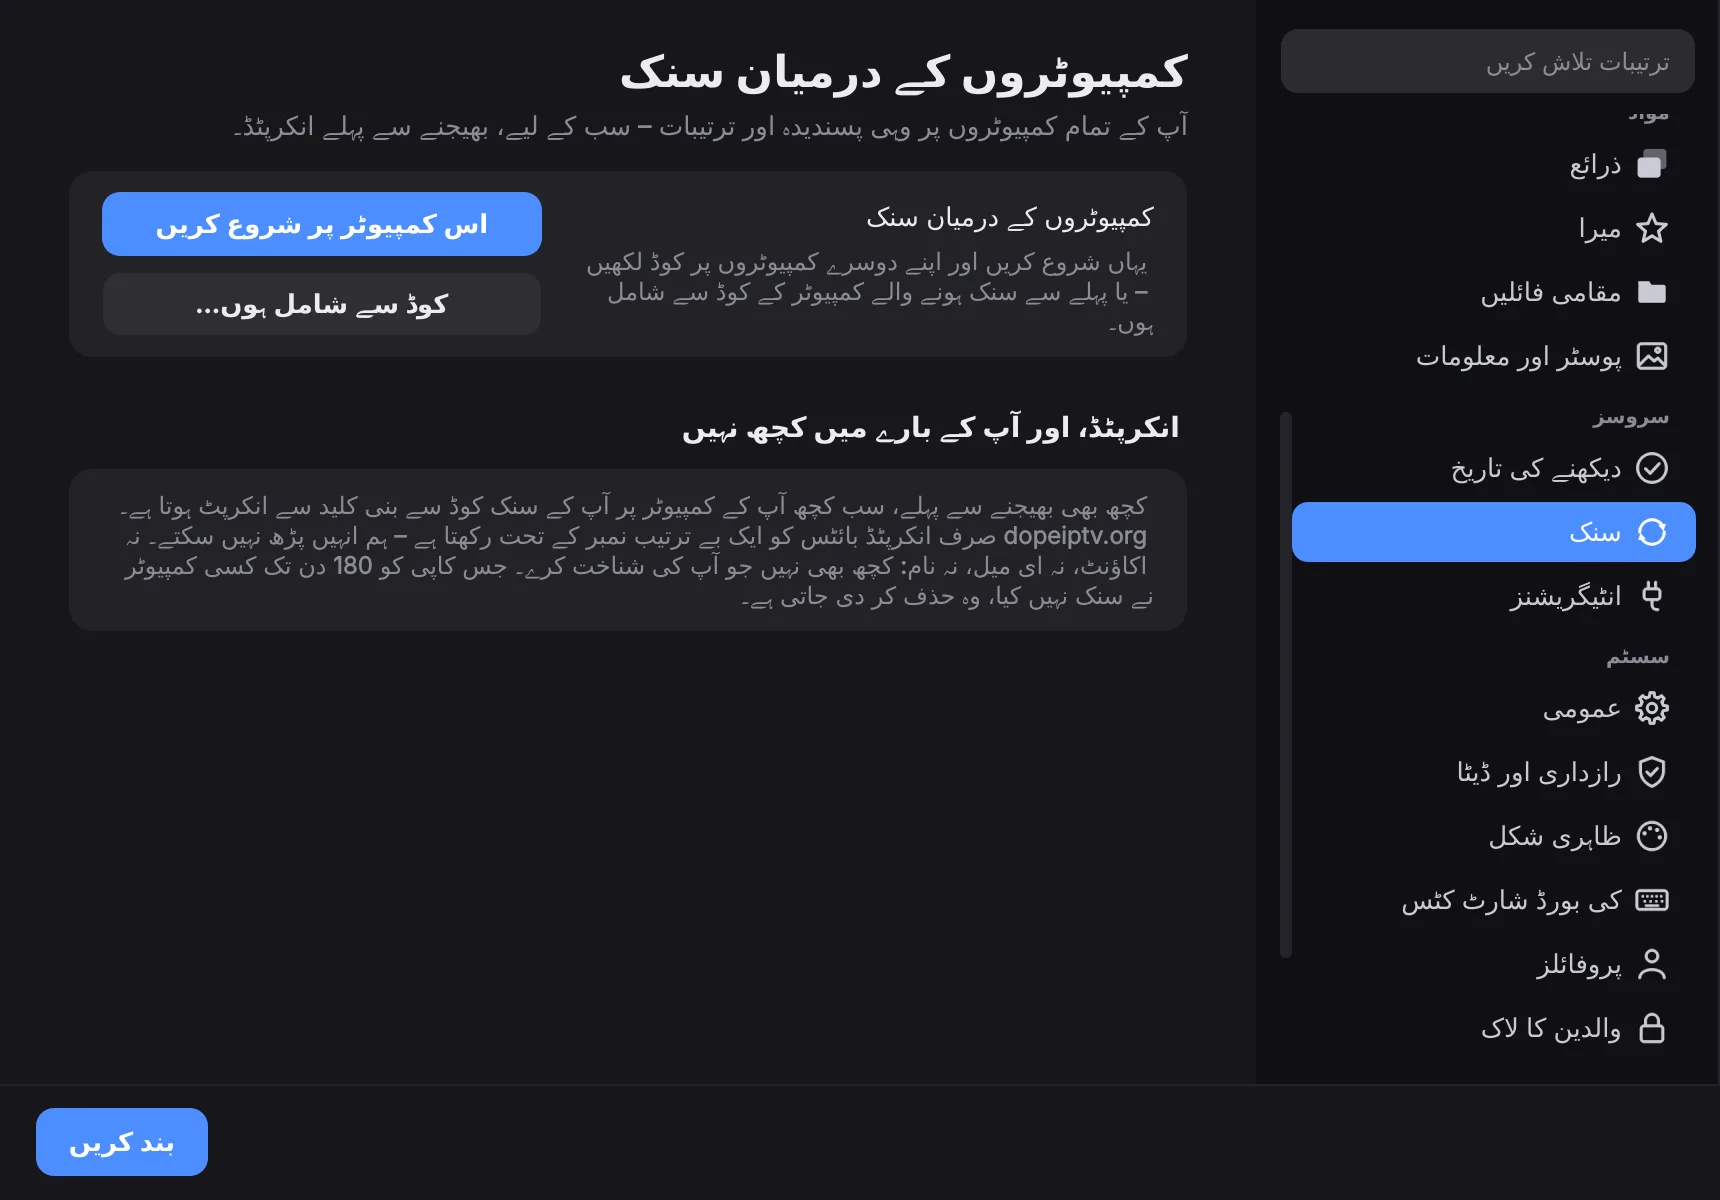 ترتیبات تلاش کریں
مواد
ذرائع
میرا
مقامی فائلیں
پوسٹر اور معلومات
سروسز
دیکھنے کی تاریخ
سنک
انٹیگریشنز
سسٹم
عمومی
رازداری اور ڈیٹا
ظاہری شکل
کی بورڈ شارٹ کٹس
پروفائلز
والدین کا لاک
کمپیوٹروں کے درمیان سنک
آپ کے تمام کمپیوٹروں پر وہی پسندیدہ اور ترتیبات – سب کے لیے، بھیجنے سے پہلے انکرپٹڈ۔
کمپیوٹروں کے درمیان سنک
یہاں شروع کریں اور اپنے دوسرے کمپیوٹروں پر کوڈ لکھیں
– یا پہلے سے سنک ہونے والے کمپیوٹر کے کوڈ سے شامل
ہوں۔
اس کمپیوٹر پر شروع کریں
کوڈ سے شامل ہوں...
انکرپٹڈ، اور آپ کے بارے میں کچھ نہیں
کچھ بھی بھیجنے سے پہلے، سب کچھ آپ کے کمپیوٹر پر آپ کے سنک کوڈ سے بنی کلید سے انکرپٹ ہوتا ہے۔
dopeiptv.org صرف انکرپٹڈ بائٹس کو ایک بے ترتیب نمبر کے تحت رکھتا ہے – ہم انہیں پڑھ نہیں سکتے۔ نہ
اکاؤنٹ، نہ ای میل، نہ نام: کچھ بھی نہیں جو آپ کی شناخت کرے۔ جس کاپی کو 180 دن تک کسی کمپیوٹر
نے سنک نہیں کیا، وہ حذف کر دی جاتی ہے۔
بند کریں